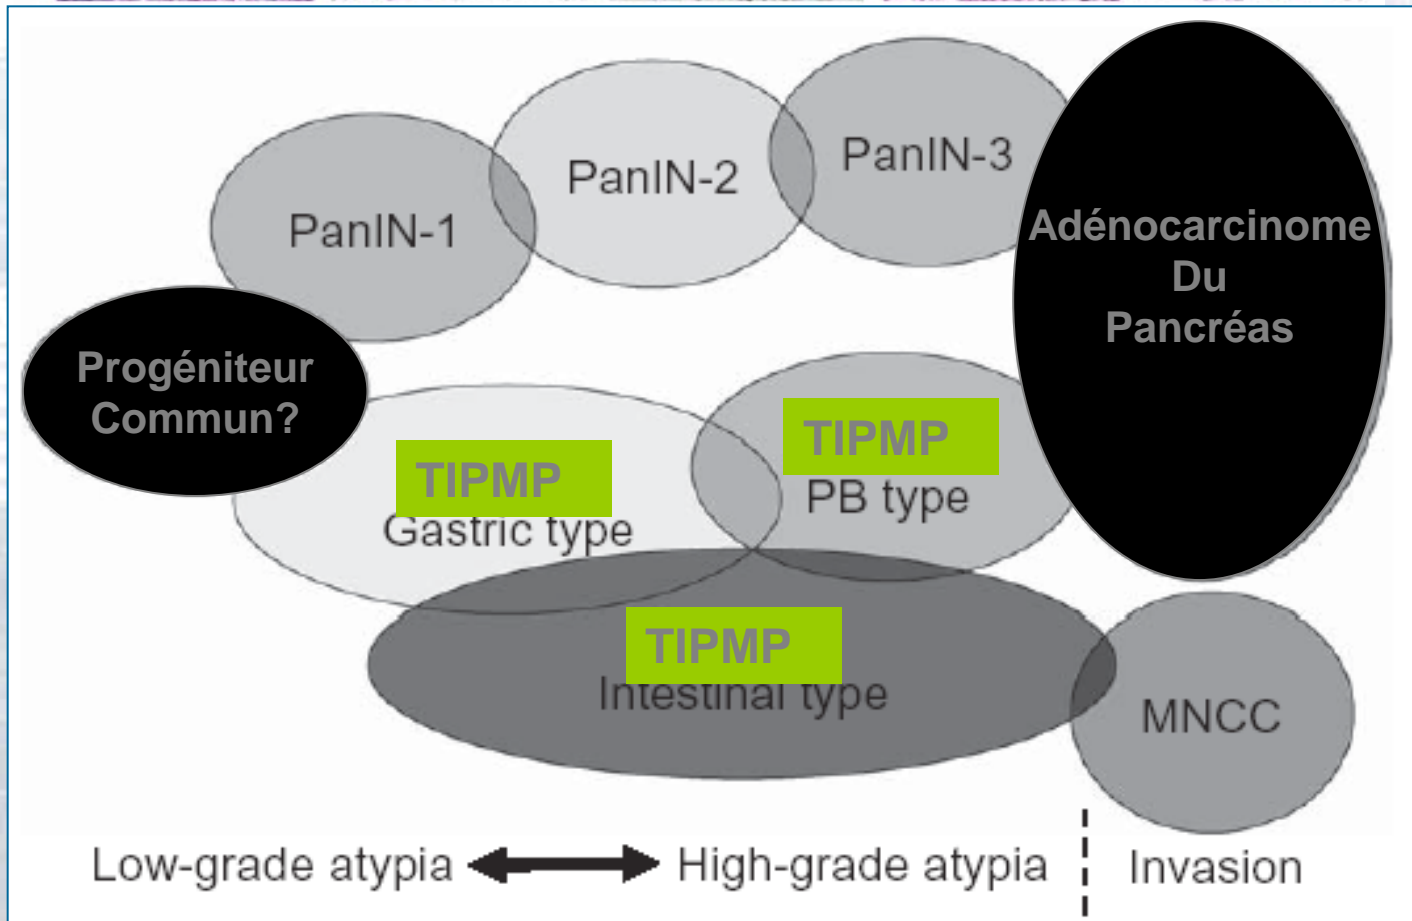 PanIN-1
PanIN-2
PanIN-3
Adénocarcinome
Du
Pancréas
Progéniteur
Commun?
TIPMP
Gastric type
TIPMP
PB type
TIPMP
Intestinal type
MNCC
Low-grade atypia
High-grade atypia
Invasion